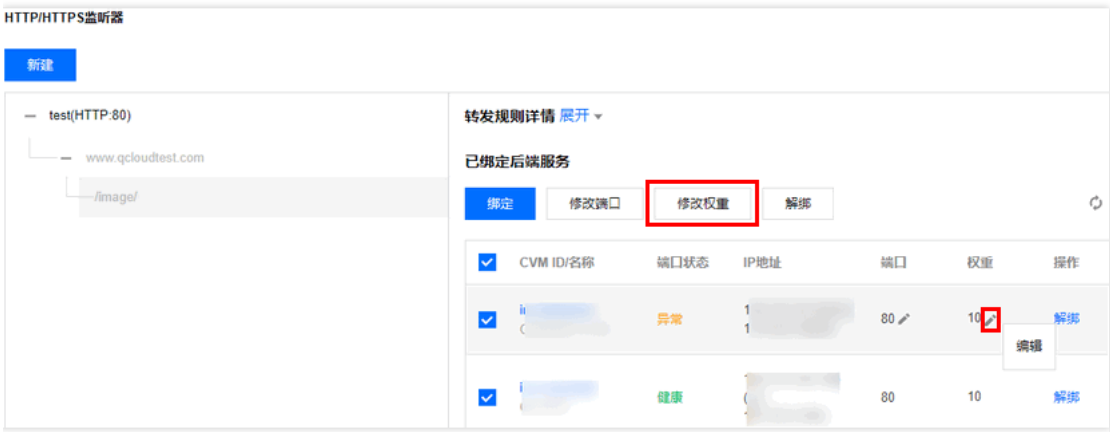 HTTP/HTTPS监听器
新建
test(HTTP:80)
www.qcloudtest.com
/image/
转发规则详情 展开
已绑定后端服务
绑定 修改端口 修改权重 解绑
CVM ID/名称 端口状态 IP地址 端口 权重 操作
异常 80 10 解绑
编辑
健康 80 10 解绑